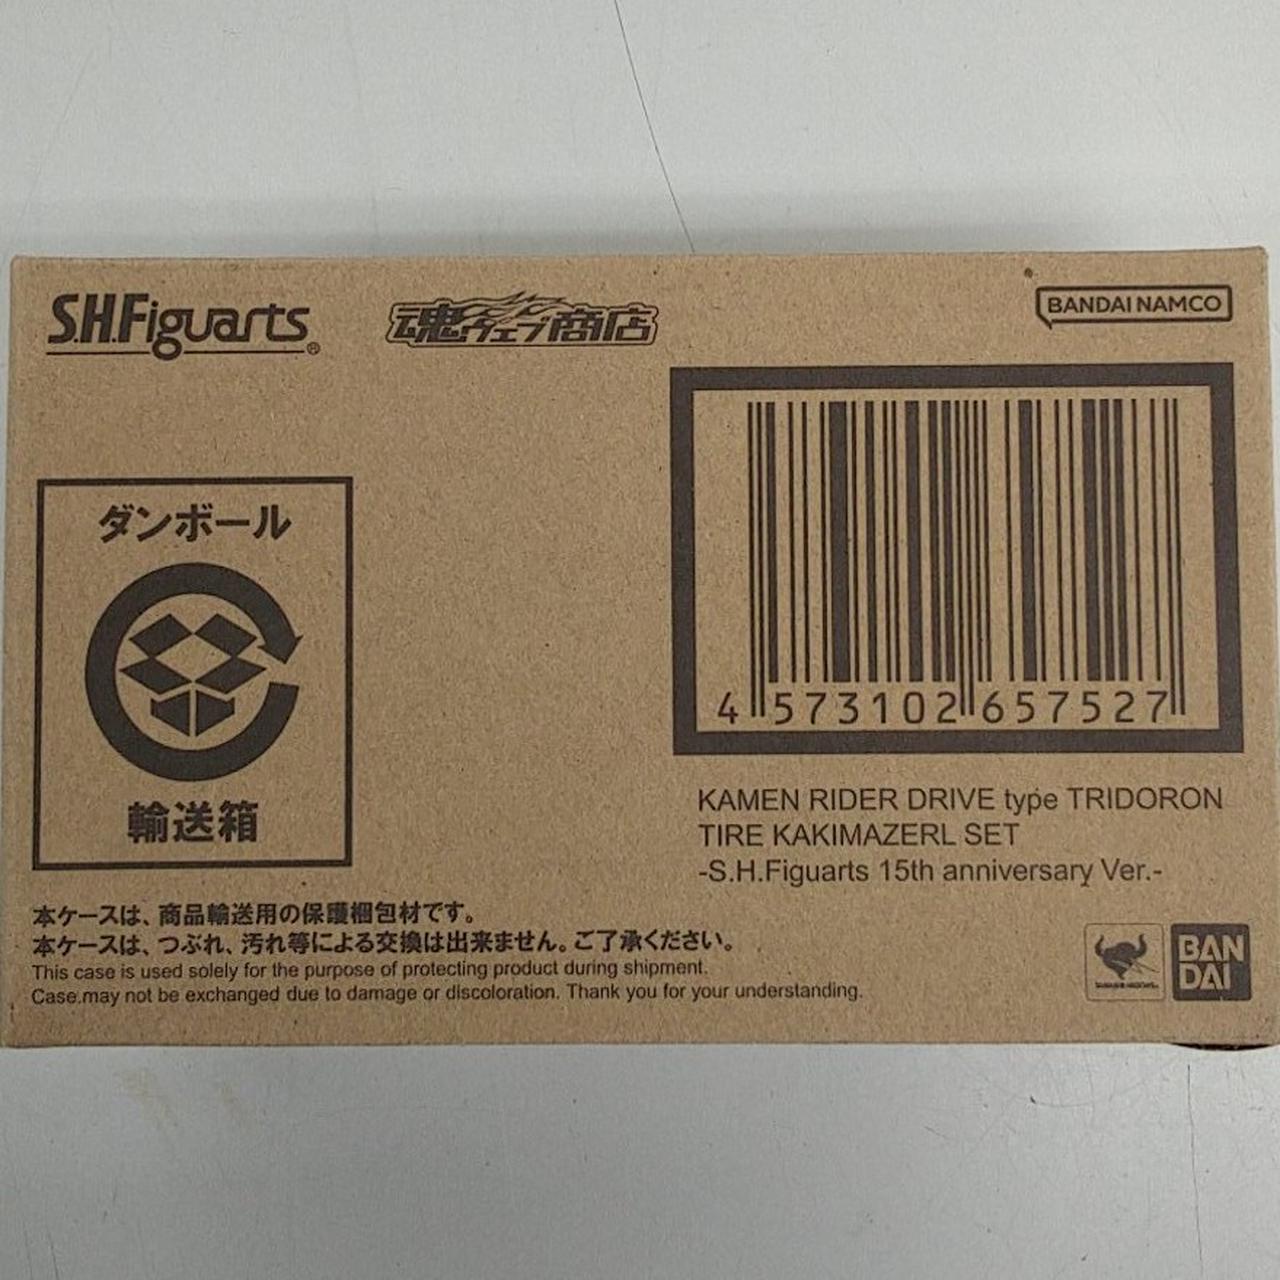 S.H.Figuarts®
魂ウェブ商店
BANDAI NAMCO
ダンボール
輸送箱
4 573102 657527
KAMEN RIDER DRIVE type TRIDORON
TIRE KAKIMAZERL SET
-S.H.Figuarts 15th anniversary Ver.-
本ケースは、商品輸送用の保護梱包材です。
本ケースは、つぶれ、汚れ等による交換は出来ません。ご了承ください。
This case is used solely for the purpose of protecting product during shipment.
Case may not be exchanged due to damage or discoloration. Thank you for your understanding.
BAN
DAI